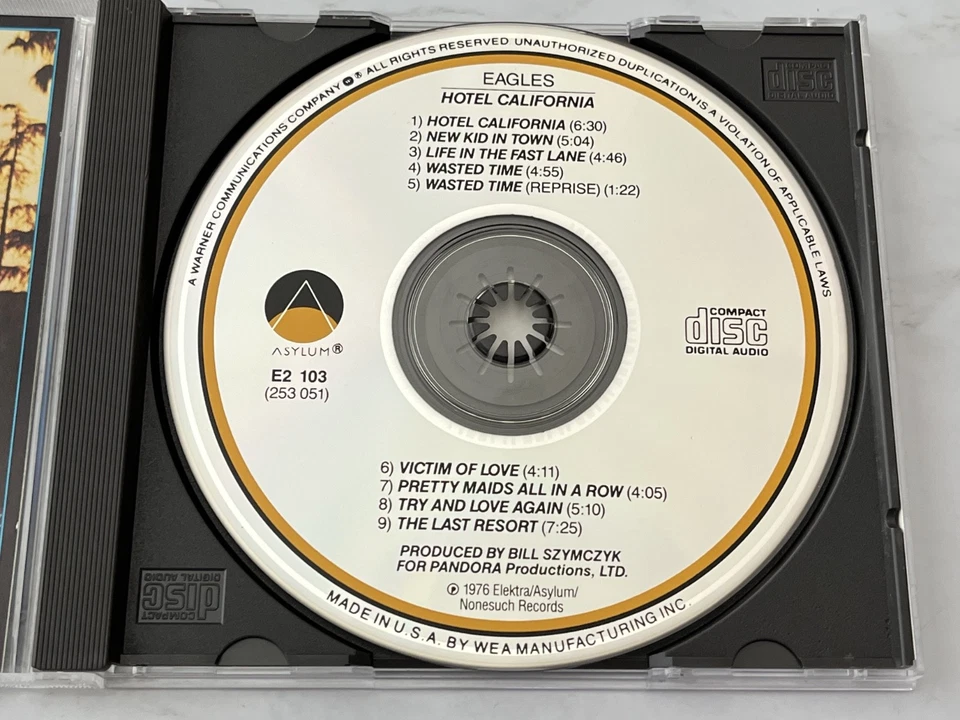 A WARNER COMMUNICATIONS COMPANY ® ALL RIGHTS RESERVED UNAUTHORIZED DUPLICATION IS A VIOLATION OF APPLICABLE LAWS
EAGLES
HOTEL CALIFORNIA
1) HOTEL CALIFORNIA (6:30)
2) NEW KID IN TOWN (5:04)
3) LIFE IN THE FAST LANE (4:46)
4) WASTED TIME (4:55)
5) WASTED TIME (REPRISE) (1:22)
ASYLUM®
E2 103
(253 051)
COMPACT
disc
DIGITAL AUDIO
6) VICTIM OF LOVE (4:11)
7) PRETTY MAIDS ALL IN A ROW (4:05)
8) TRY AND LOVE AGAIN (5:10)
9) THE LAST RESORT (7:25)
PRODUCED BY BILL SZYMCZYK
FOR PANDORA Productions, LTD.
℗ 1976 Elektra/Asylum/
Nonesuch Records
MADE IN U.S.A. BY WEA MANUFACTURING INC.
COMPACT
disc
DIGITAL AUDIO
COMPACT
disc
DIGITAL AUDIO